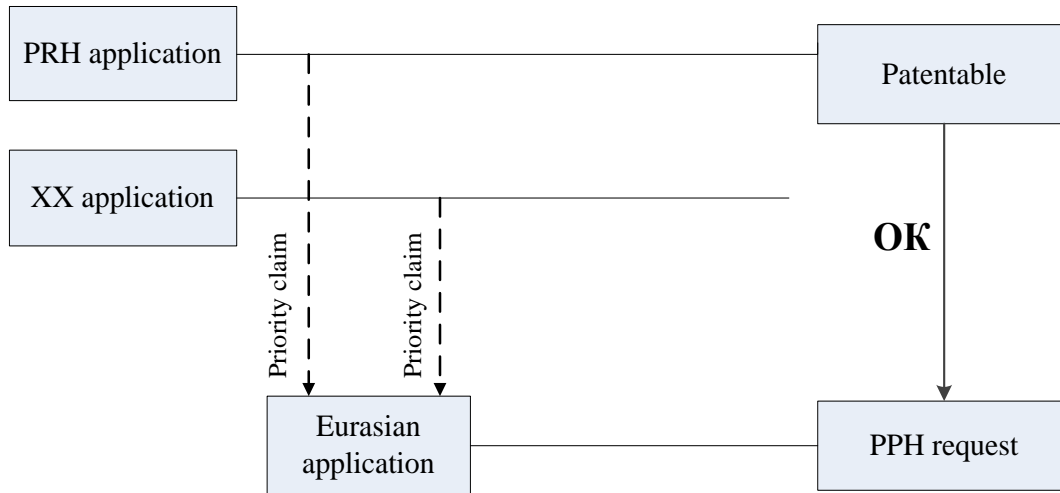 PRH application
Patentable
XX application
OK
Priority claim
Priority claim
Eurasian
application
PPH request